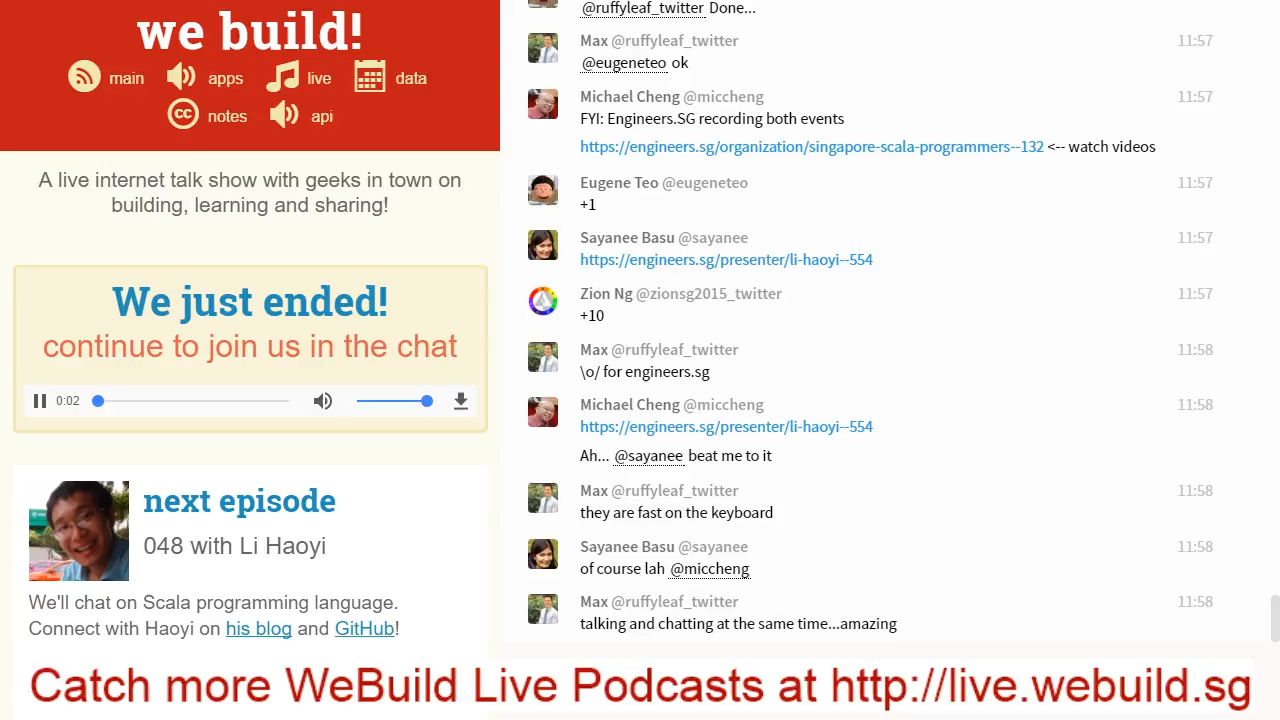 we build!
main apps live data
notes api
A live internet talk show with geeks in town on
building, learning and sharing!
We just ended!
continue to join us in the chat
0:02
next episode
048 with Li Haoyi
We'll chat on Scala programming language.
Connect with Haoyi on his blog and GitHub!
@ruffyleaf_twitter Done...
Max @ruffyleaf_twitter 11:57
@eugeneteo ok
Michael Cheng @miccheng 11:57
FYI: Engineers.SG recording both events
https://engineers.sg/organization/singapore-scala-programmers--132 <-- watch videos
Eugene Teo @eugeneteo 11:57
+1
Sayanee Basu @sayanee 11:57
https://engineers.sg/presenter/li-haoyi--554
Zion Ng @zionsg2015_twitter 11:57
+10
Max @ruffyleaf_twitter 11:58
\o/ for engineers.sg
Michael Cheng @miccheng 11:58
https://engineers.sg/presenter/li-haoyi--554
Ah... @sayanee beat me to it
Max @ruffyleaf_twitter 11:58
they are fast on the keyboard
Sayanee Basu @sayanee 11:58
of course lah @miccheng
Max @ruffyleaf_twitter 11:58
talking and chatting at the same time...amazing
Catch more WeBuild Live Podcasts at http://live.webuild.sg